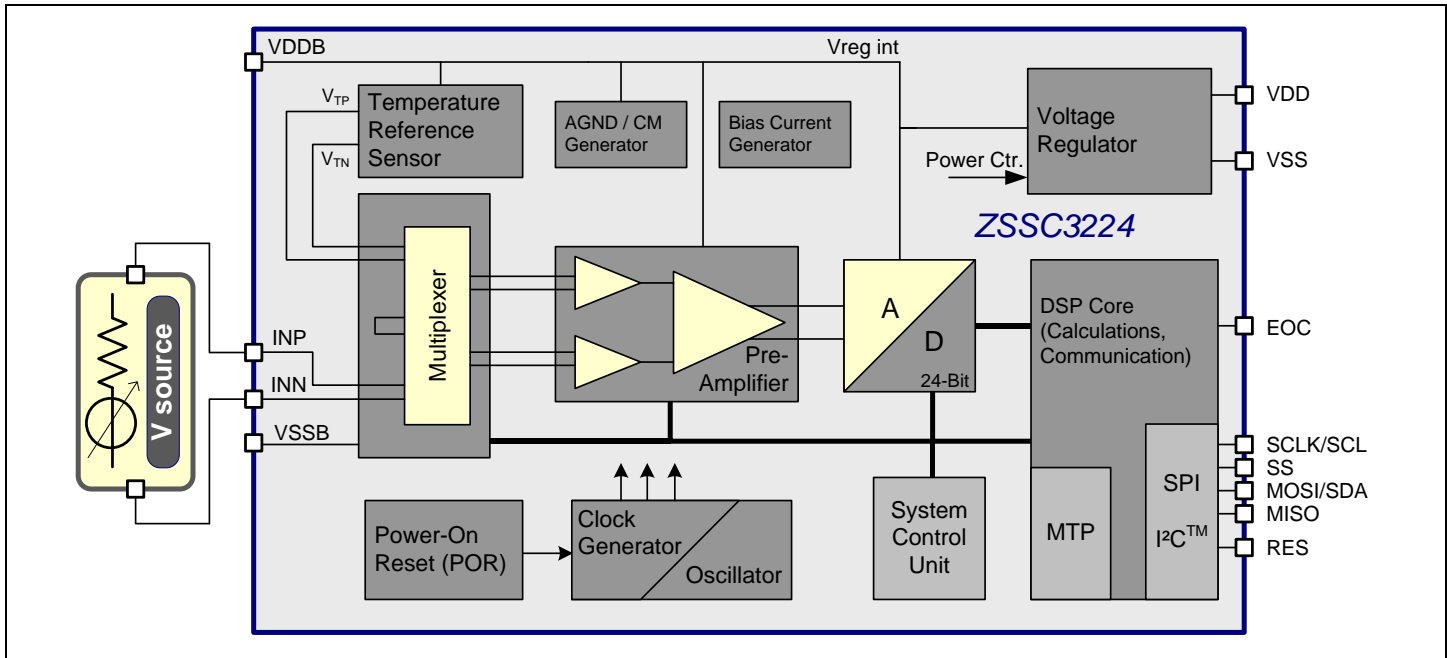 VDDB
Vreg int
VTP
Temperature
Reference
Sensor
VTN
AGND / CM
Generator
Bias Current
Generator
Voltage
Regulator
Power Ctr.
VDD
VSS
ZSSC3224
V source
INP
INN
VSSB
Multiplexer
Pre-
Amplifier
A
D
24-Bit
DSP Core
(Calculations,
Communication)
EOC
SCLK/SCL
SS
MOSI/SDA
MISO
RES
SPI
I²C™
MTP
Power-On
Reset (POR)
Clock
Generator
Oscillator
System
Control
Unit